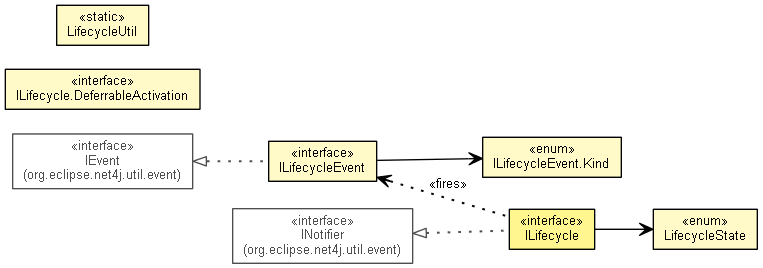 «static»
LifecycleUtil
«interface»
ILifecycle.DeferrableActivation
«interface»
IEvent
(org.eclipse.net4j.util.event)
«interface»
ILifecycleEvent
«enum»
ILifecycleEvent.Kind
«fires»
«interface»
INotifier
(org.eclipse.net4j.util.event)
«interface»
ILifecycle
«enum»
LifecycleState